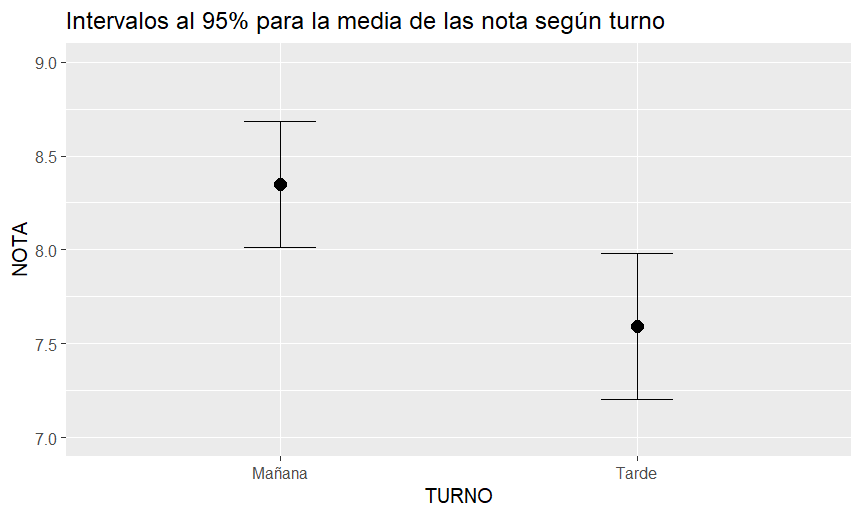 Intervalos al 95% para la media de las nota según turno
NOTA
9.0
8.5
8.0
7.5
7.0
Mañana
Tarde
TURNO